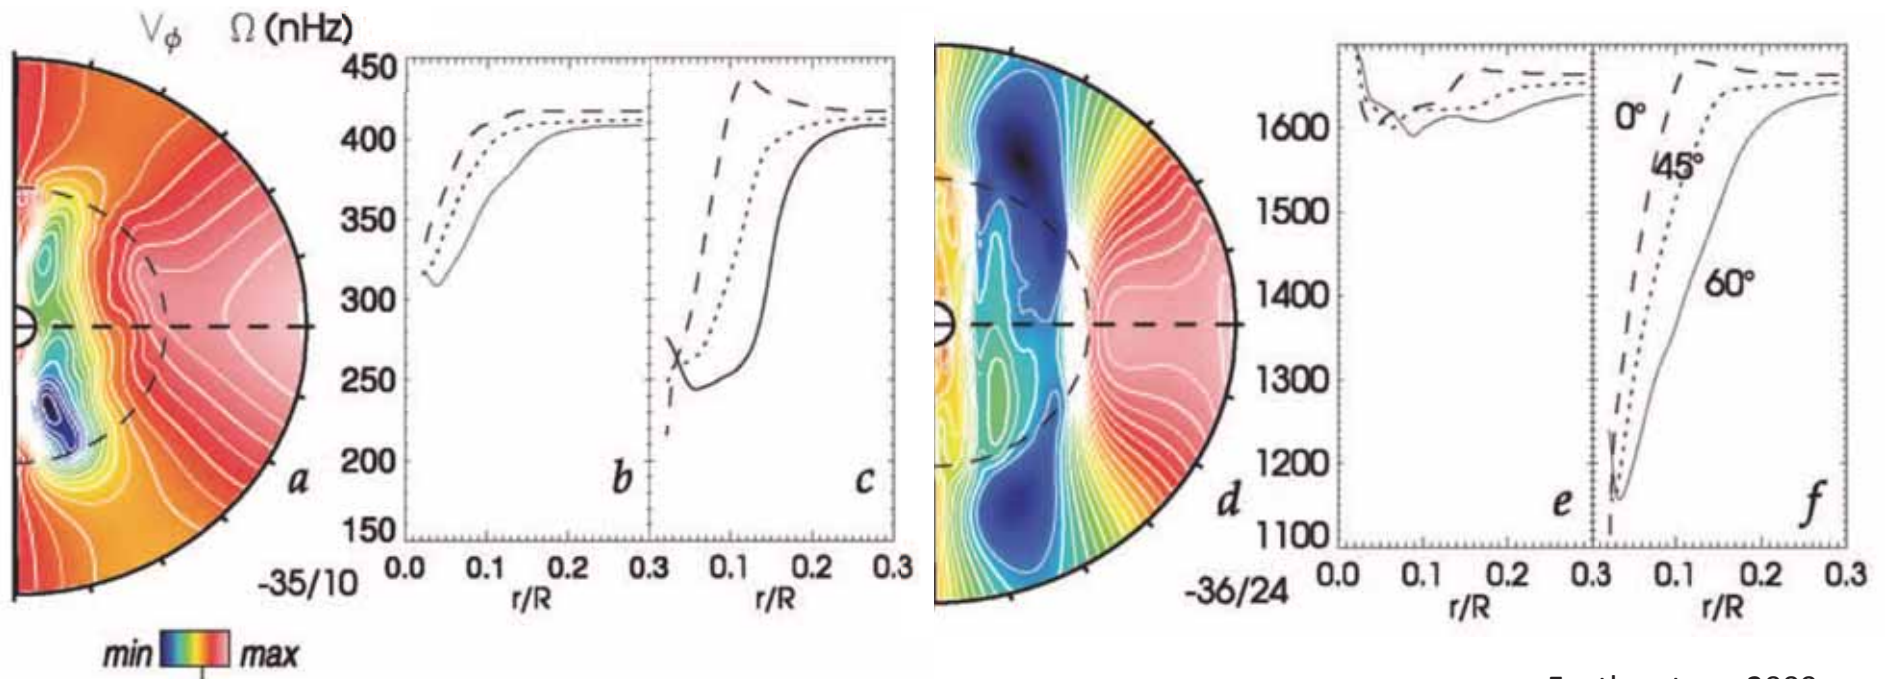 Vϕ Ω (nHz)
450
400
350
300
250
200
150
0.0 0.1 0.2 0.3 0.1 0.2 0.3
r/R r/R
a
b
c
-35/10
min max
1600
1500
1400
1300
1200
1100
0.0 0.1 0.2 0.3 0.1 0.2 0.3
r/R r/R
0°
45°
60°
d
e
f
-36/24